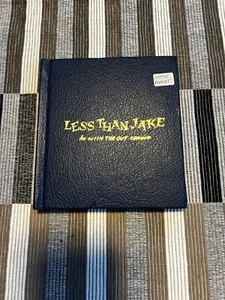 LESS THAN JAKE
IN WITH THE OUT CROWD